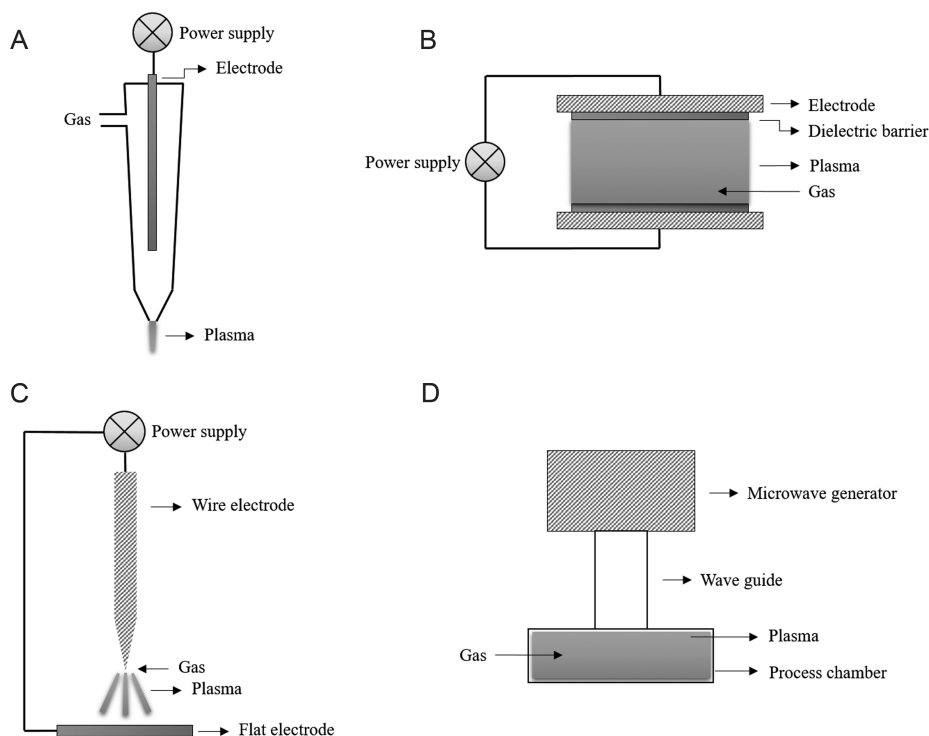 A
Power supply
Electrode
Gas
Plasma
B
Power supply
Electrode
Dielectric barrier
Plasma
Gas
C
Power supply
Wire electrode
Gas
Plasma
Flat electrode
D
Microwave generator
Wave guide
Plasma
Gas
Process chamber